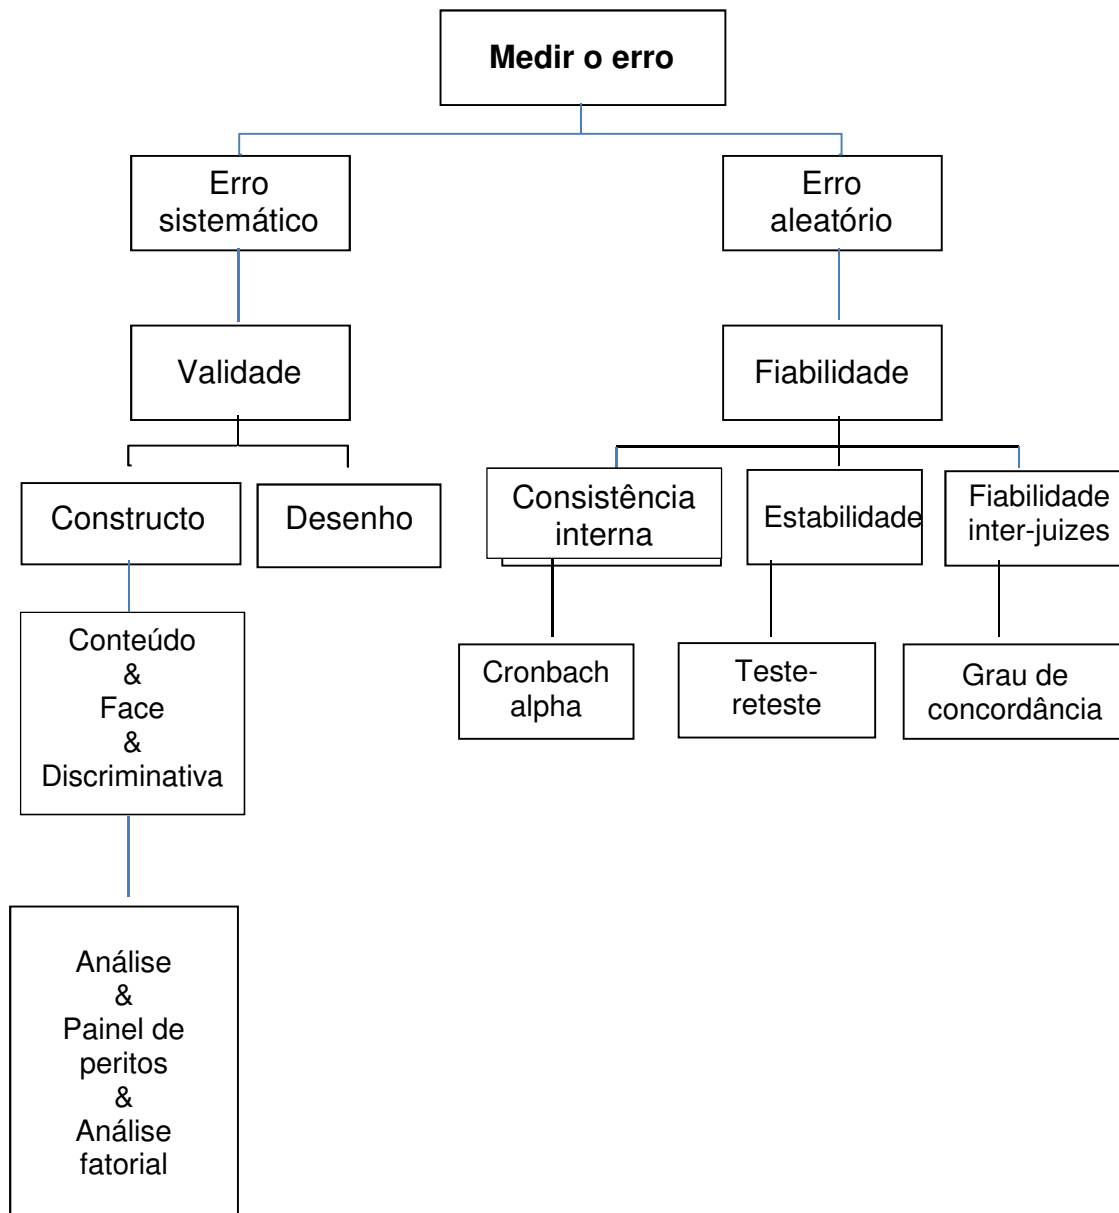 Medir o erro
Erro
sistemático
Erro
aleatório
Validade
Fiabilidade
Constructo
Desenho
Consistência
interna
Estabilidade
Fiabilidade
inter-juizes
Conteúdo
&
Face
&
Discriminativa
Cronbach
alpha
Teste-
reteste
Grau de
concordância
Análise
&
Painel de
peritos
&
Análise
fatorial